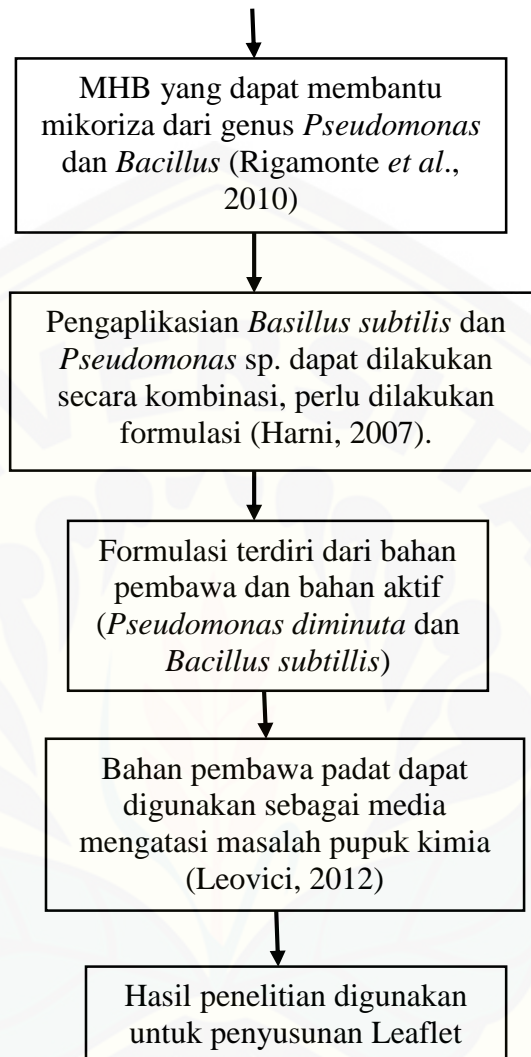 MHB yang dapat membantu
mikoriza dari genus Pseudomonas
dan Bacillus (Rigamonte et al.,
2010)
Pengaplikasian Basillus subtilis dan
Pseudomonas sp. dapat dilakukan
secara kombinasi, perlu dilakukan
formulasi (Harni, 2007).
Formulasi terdiri dari bahan
pembawa dan bahan aktif
(Pseudomonas diminuta dan
Bacillus subtillis)
Bahan pembawa padat dapat
digunakan sebagai media
mengatasi masalah pupuk kimia
(Leovici, 2012)
Hasil penelitian digunakan
untuk penyusunan Leaflet